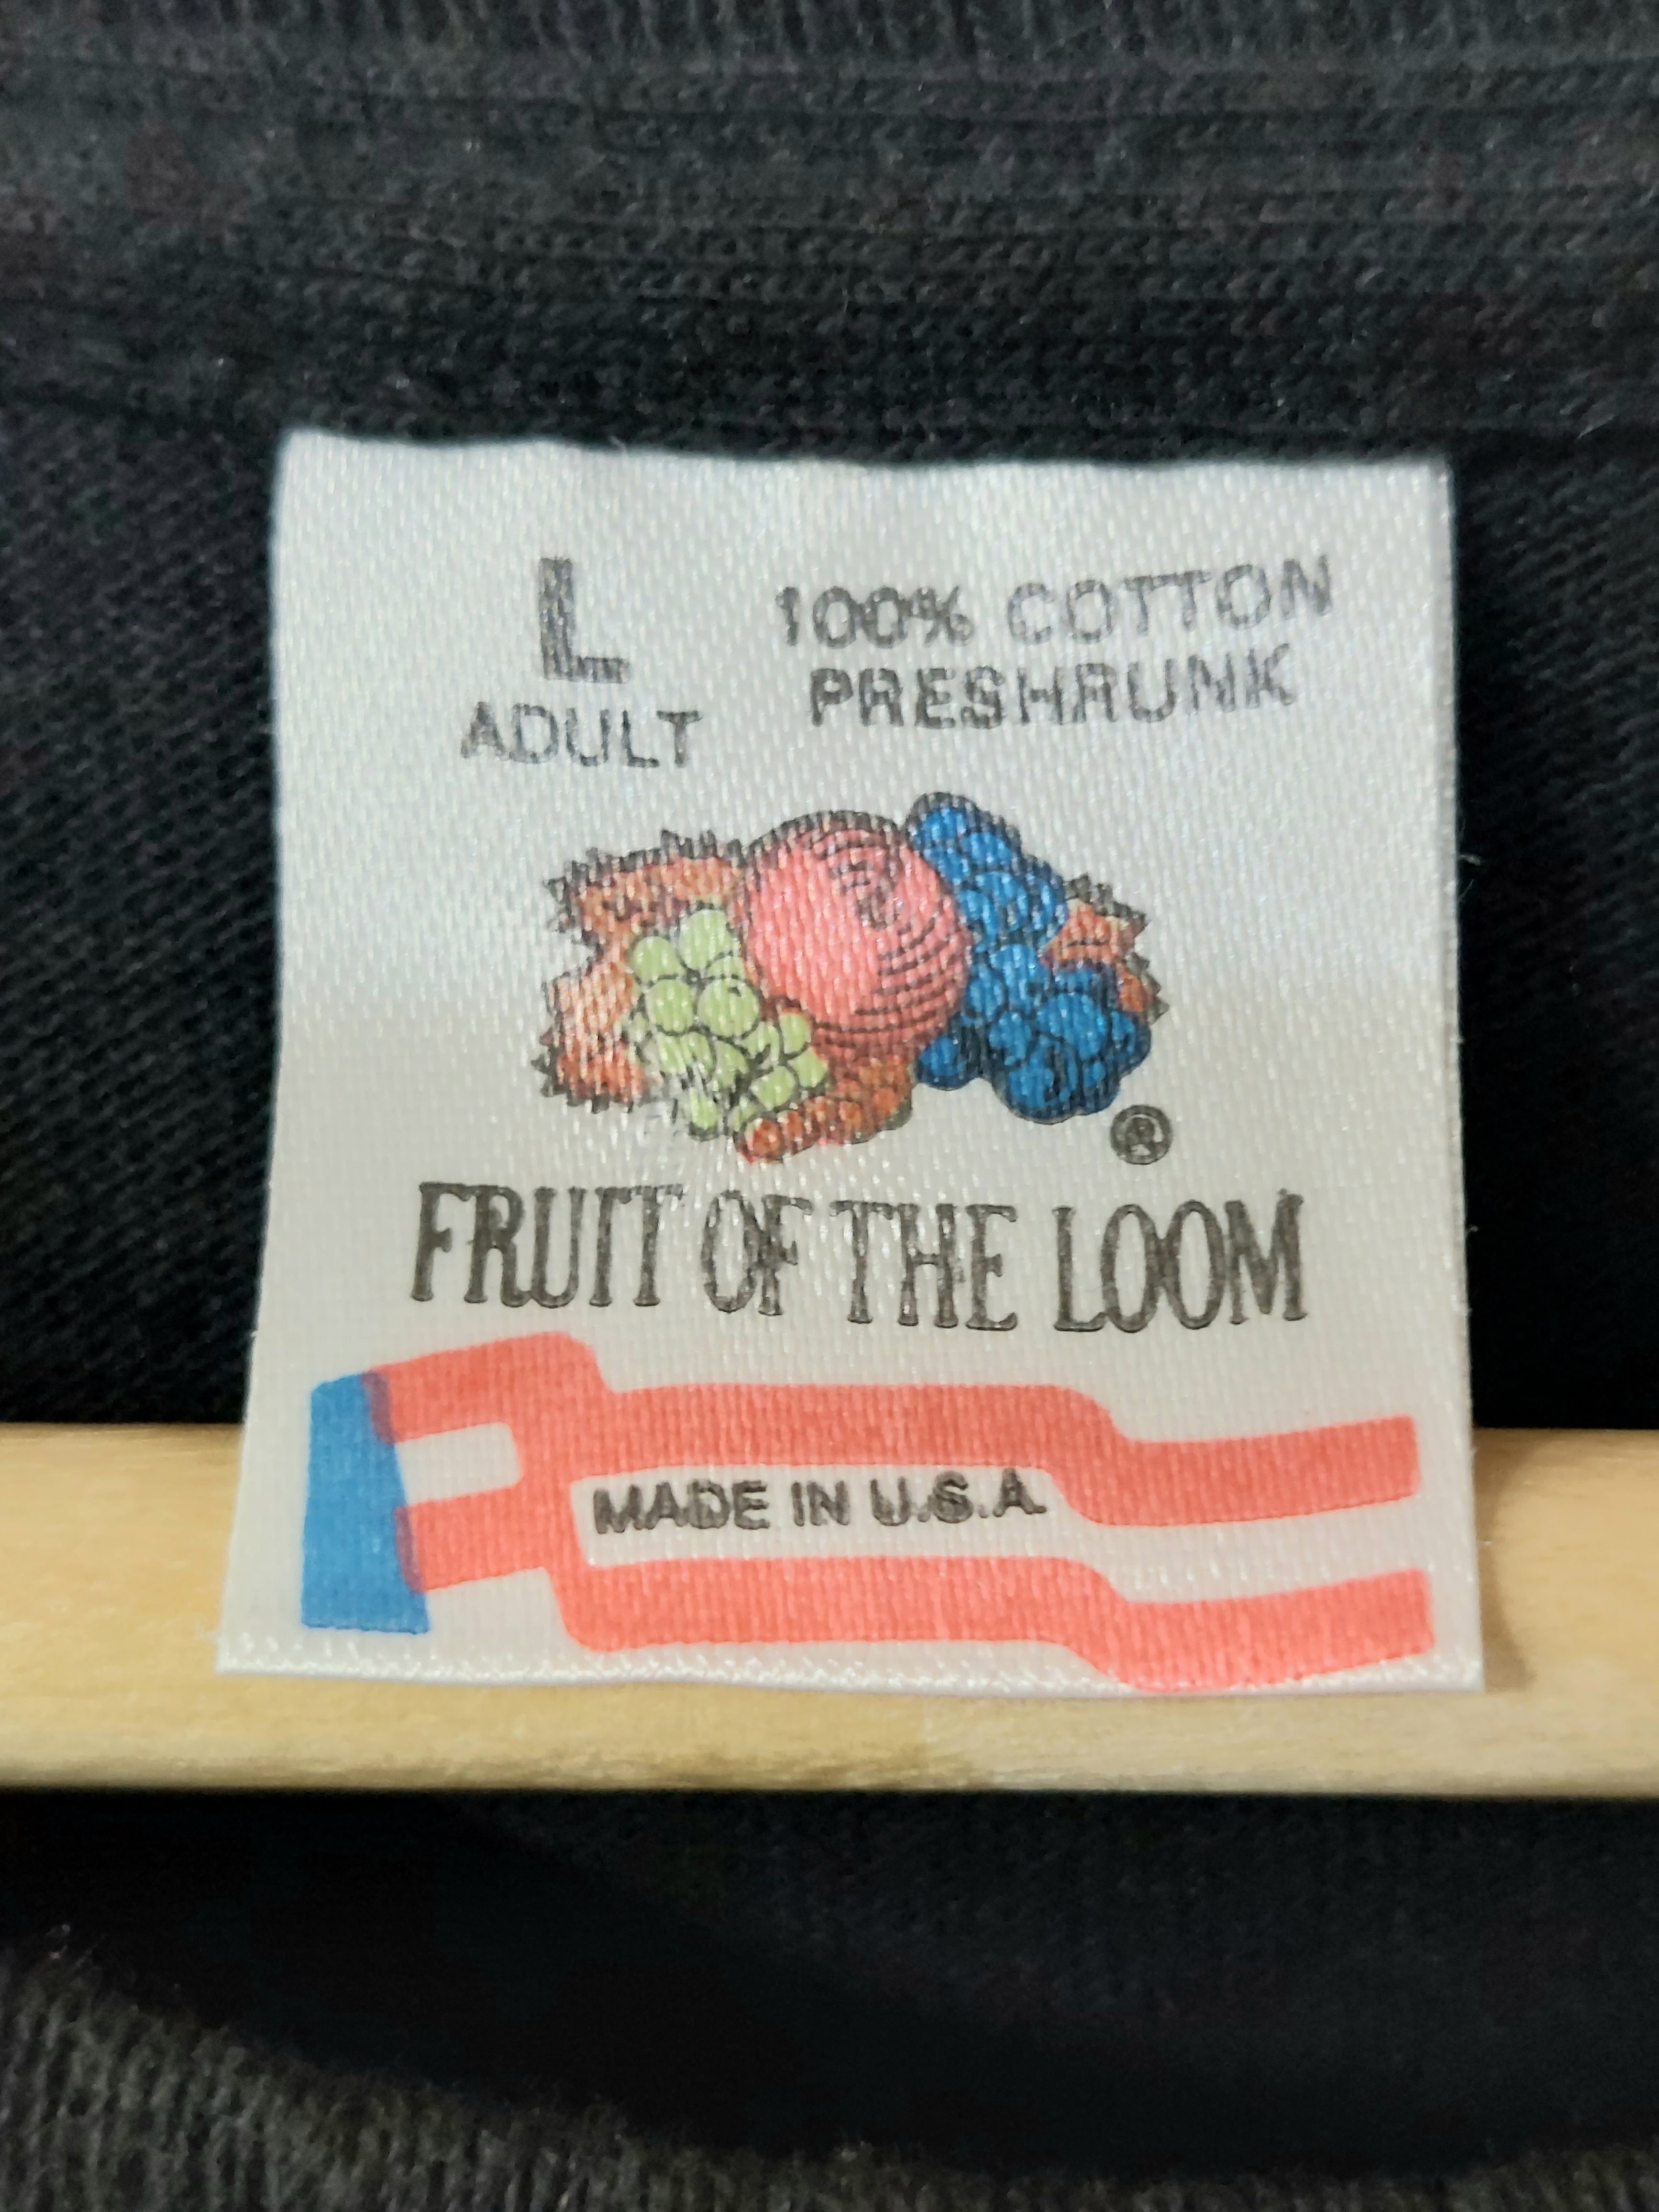 L
ADULT
100% COTTON
PRESHRUNK
®
FRUIT OF THE LOOM
MADE IN U.S.A.